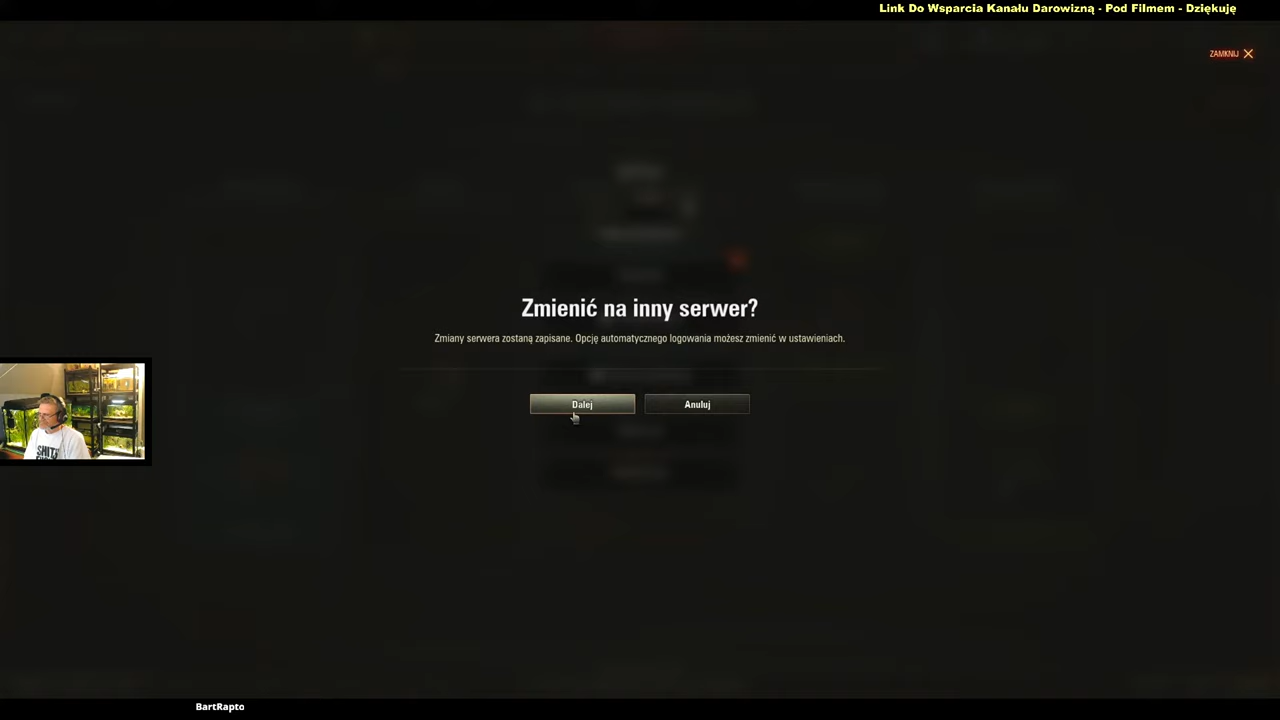 Link Do Wsparcia Kanału Darowizną - Pod Filmem - Dziękuję
ZAMKNIJ
Zmienić na inny serwer?
Zmiany serwera zostaną zapisane. Opcję automatycznego logowania możesz zmienić w ustawieniach.
Dalej
Anuluj
BartRapto